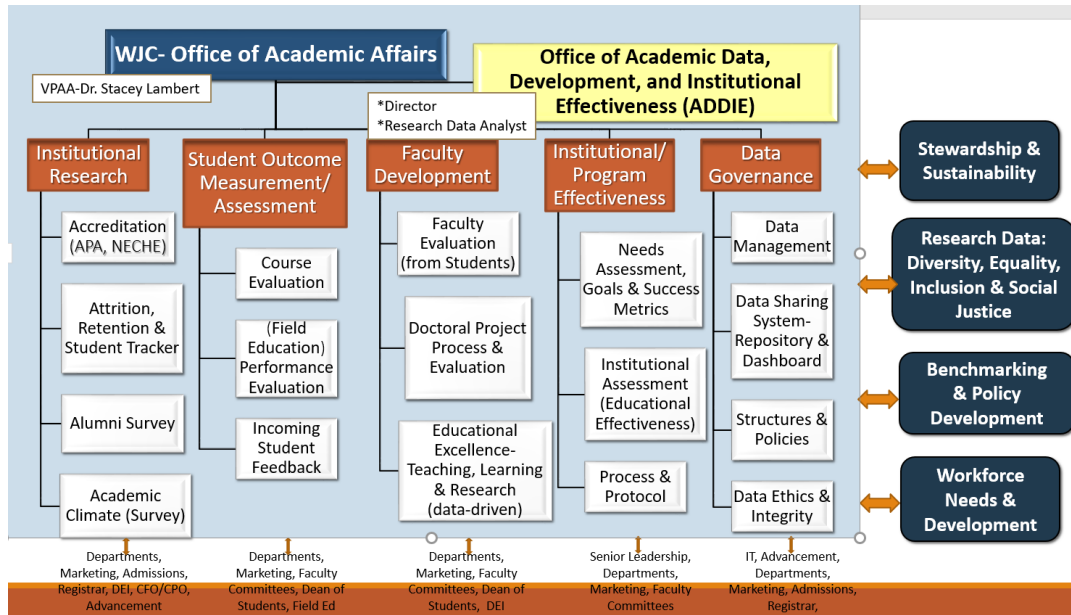 WJC- Office of Academic Affairs
VPAA-Dr. Stacey Lambert
Office of Academic Data,
Development, and Institutional
Effectiveness (ADDIE)
*Director
*Research Data Analyst
Institutional
Research
Accreditation
(APA, NECHE)
Attrition,
Retention &
Student Tracker
Alumni Survey
Academic
Climate (Survey)
Student Outcome
Measurement/
Assessment
Course
Evaluation
(Field
Education)
Performance
Evaluation
Incoming
Student
Feedback
Faculty
Development
Faculty
Evaluation
(from Students)
Doctoral Project
Process &
Evaluation
Educational
Excellence-
Teaching, Learning
& Research
(data-driven)
Institutional/
Program
Effectiveness
Needs
Assessment,
Goals & Success
Metrics
Institutional
Assessment
(Educational
Effectiveness)
Process &
Protocol
Data
Governance
Data
Management
Data Sharing
System-
Repository &
Dashboard
Structures &
Policies
Data Ethics &
Integrity
Stewardship &
Sustainability
Research Data:
Diversity, Equality,
Inclusion & Social
Justice
Benchmarking
& Policy
Development
Workforce
Needs &
Development
Departments,
Marketing, Admissions,
Registrar, DEI, CFO/CPO,
Advancement
Departments,
Marketing, Faculty
Committees, Dean of
Students, Field Ed
Departments,
Marketing, Faculty
Committees, Dean of
Students, DEI
Senior Leadership,
Departments,
Marketing, Faculty
Committees
IT, Advancement,
Departments,
Marketing, Admissions,
Registrar,